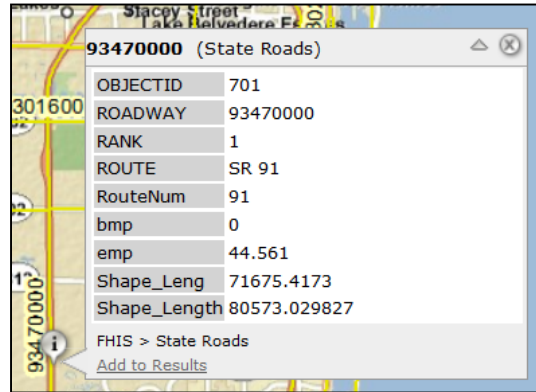 Stacey Street
Lake Belvedere Es
93470000 (State Roads)
301600
OBJECTID 701
ROADWAY 93470000
RANK 1
ROUTE SR 91
RouteNum 91
bmp 0
emp 44.561
Shape_Leng 71675.4173
Shape_Length 80573.029827
93470000
i
FHIS > State Roads
Add to Results